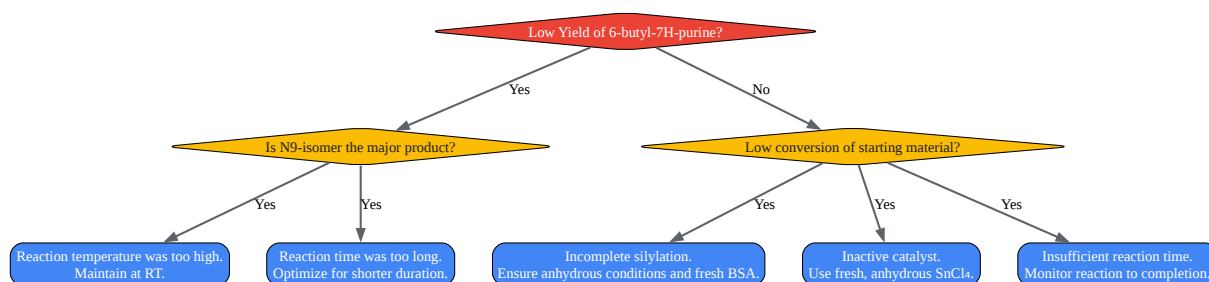 Low Yield of 6-butyl-7H-purine?
Yes
No
Is N9-isomer the major product?
Low conversion of starting material?
Yes
Yes
Yes
Yes
Yes
Reaction temperature was too high.
Maintain at RT.
Reaction time was too long.
Optimize for shorter duration.
Incomplete silylation.
Ensure anhydrous conditions and fresh BSA.
Inactive catalyst.
Use fresh, anhydrous SnCl₄.
Insufficient reaction time.
Monitor reaction to completion.